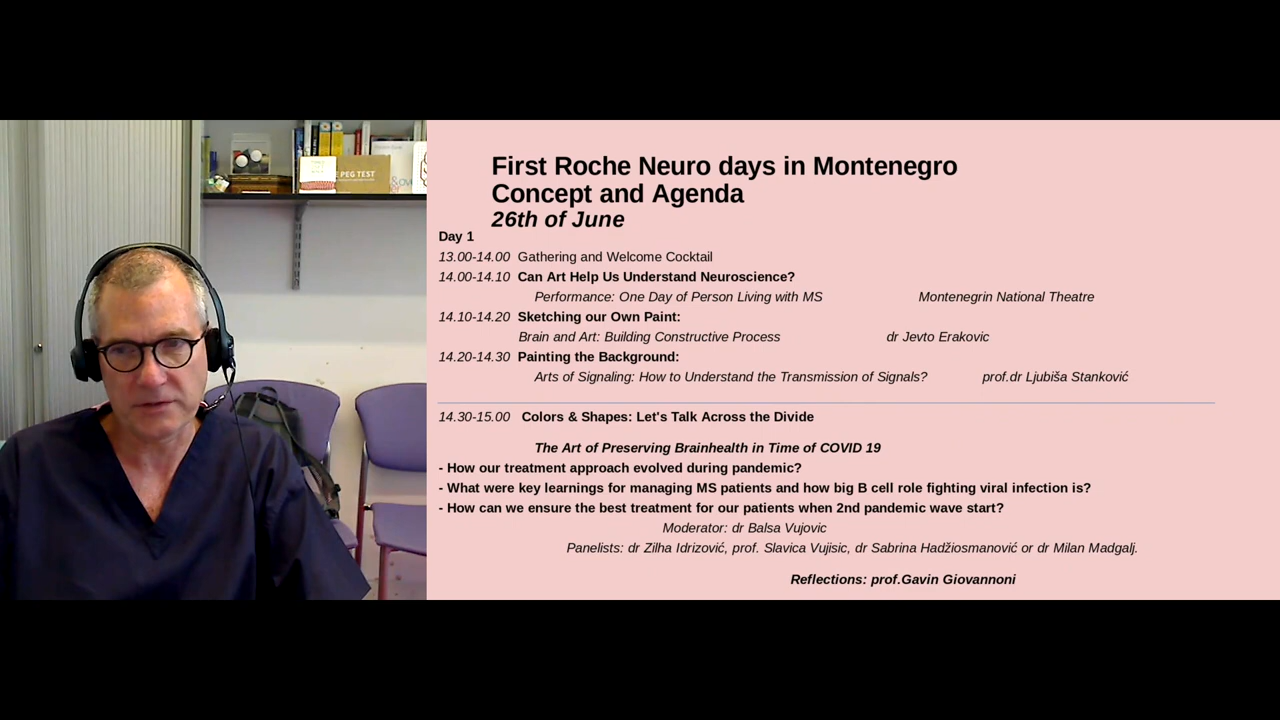 E PEG TEST
First Roche Neuro days in Montenegro
Concept and Agenda
26th of June
Day 1
13.00-14.00 Gathering and Welcome Cocktail
14.00-14.10 Can Art Help Us Understand Neuroscience?
Performance: One Day of Person Living with MS Montenegrin National Theatre
14.10-14.20 Sketching our Own Paint:
Brain and Art: Building Constructive Process dr Jevto Erakovic
14.20-14.30 Painting the Background:
Arts of Signaling: How to Understand the Transmission of Signals? prof.dr Ljubiša Stanković
14.30-15.00 Colors & Shapes: Let's Talk Across the Divide
The Art of Preserving Brainhealth in Time of COVID 19
- How our treatment approach evolved during pandemic?
- What were key learnings for managing MS patients and how big B cell role fighting viral infection is?
- How can we ensure the best treatment for our patients when 2nd pandemic wave start?
Moderator: dr Balsa Vujovic
Panelists: dr Zilha Idrizović, prof. Slavica Vujisic, dr Sabrina Hadžiosmanović or dr Milan Madgalj.
Reflections: prof.Gavin Giovannoni